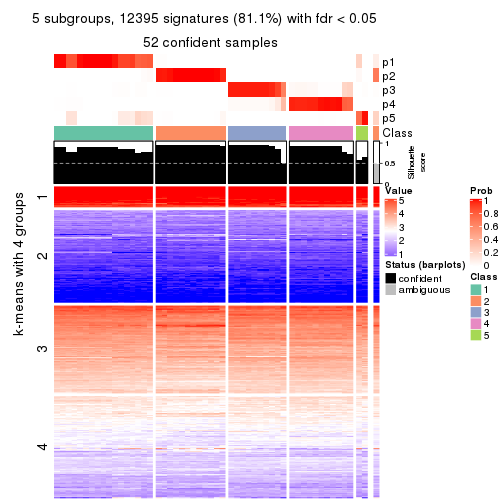 5 subgroups, 12395 signatures (81.1%) with fdr < 0.05
52 confident samples
p1
p2
p3
p4
p5
Class
1
0.5
0
Silhouette
score
k-means with 4 groups
1
2
3
4
Value
5
4
3
2
1
Status (barplots)
confident
ambiguous
Prob
1
0.8
0.6
0.4
0.2
0
Class
1
2
3
4
5